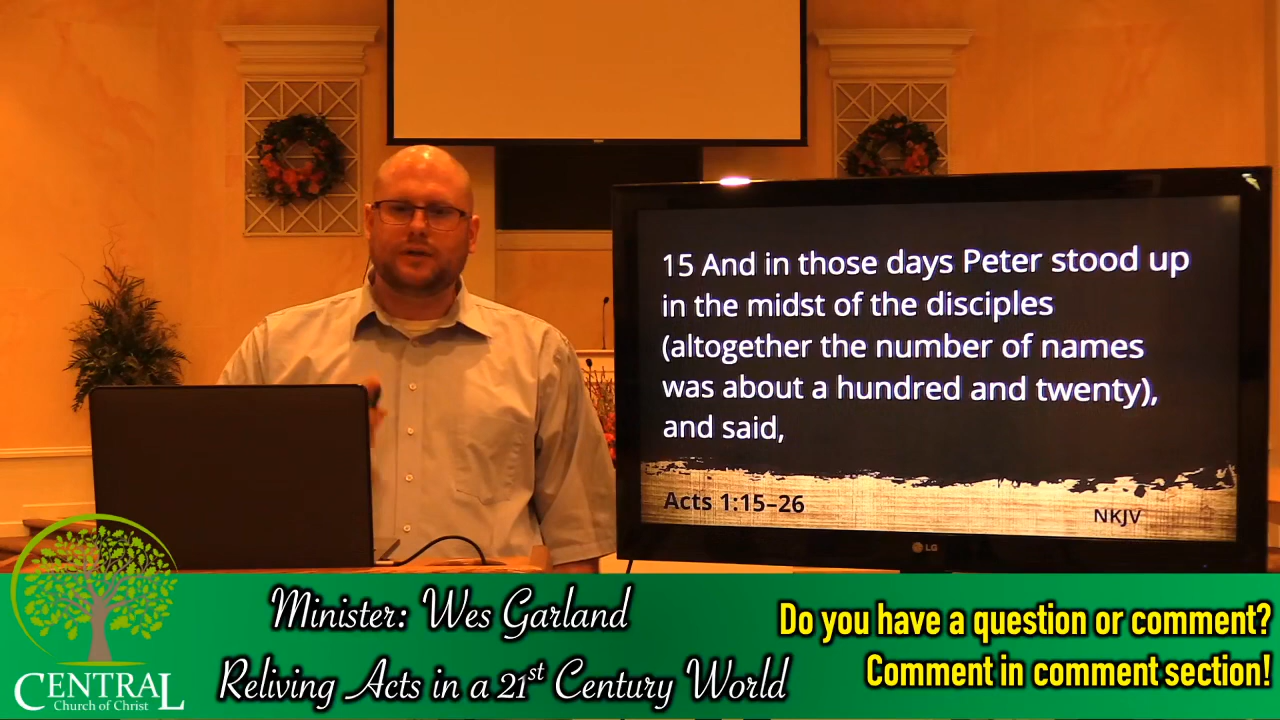 15 And in those days Peter stood up
in the midst of the disciples
(altogether the number of names
was about a hundred and twenty),
and said,
Acts 1:15–26
NKJV
LG
Minister: Wes Garland
Reliving Acts in a 21st Century World
Do you have a question or comment?
Comment in comment section!
CENTRAL
Church of Christ